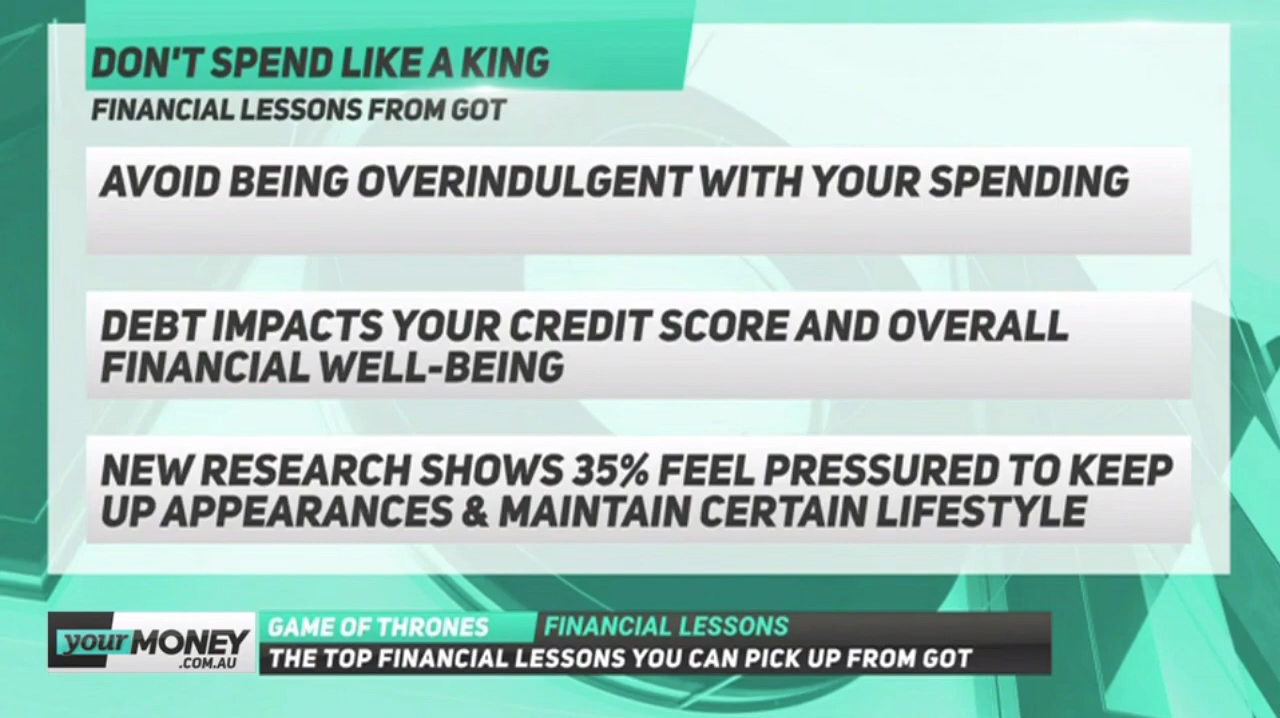 DON'T SPEND LIKE A KING
FINANCIAL LESSONS FROM GOT
AVOID BEING OVERINDULGENT WITH YOUR SPENDING
DEBT IMPACTS YOUR CREDIT SCORE AND OVERALL
FINANCIAL WELL-BEING
NEW RESEARCH SHOWS 35% FEEL PRESSURED TO KEEP
UP APPEARANCES & MAINTAIN CERTAIN LIFESTYLE
your MONEY
.COM.AU
GAME OF THRONES FINANCIAL LESSONS
THE TOP FINANCIAL LESSONS YOU CAN PICK UP FROM GOT